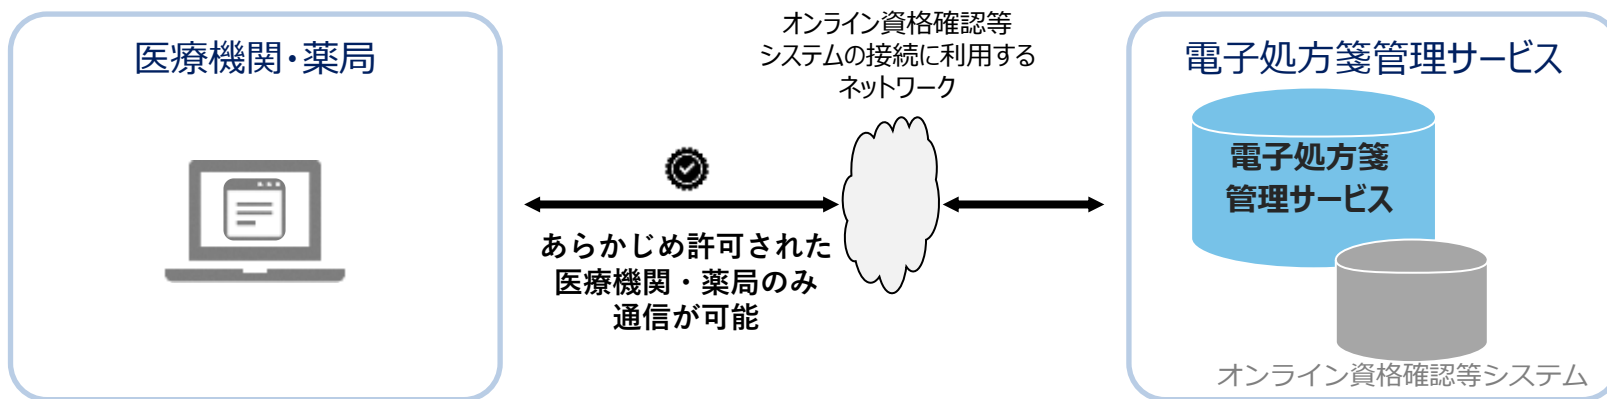 医療機関・薬局
オンライン資格確認等
システムの接続に利用する
ネットワーク
あらかじめ許可された
医療機関・薬局のみ
通信が可能
電子処方箋管理サービス
電子処方箋
管理サービス
オンライン資格確認等システム